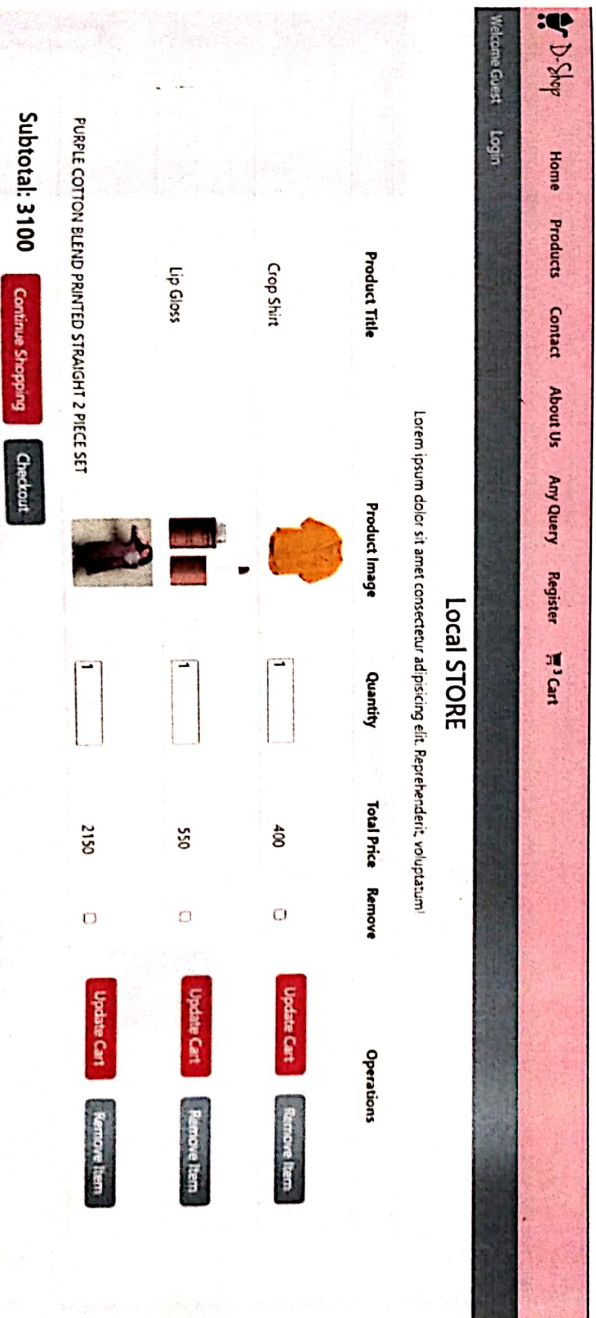 D-Shop Home Products Contact About Us Any Query Register 3 Cart
Welcome Guest Login
Local STORE
Lorem ipsum dolor sit amet consectetur adipisicing elit. Reprehenderit, voluptatum!
Product Title Product Image Quantity Total Price Remove Operations
Crop Shirt 1 400 Update Cart Remove Item
Lip Gloss 1 550 Update Cart Remove Item
PURPLE COTTON BLEND PRINTED STRAIGHT 2 PIECE SET 1 2150 Update Cart Remove Item
Subtotal: 3100 Continue Shopping Checkout